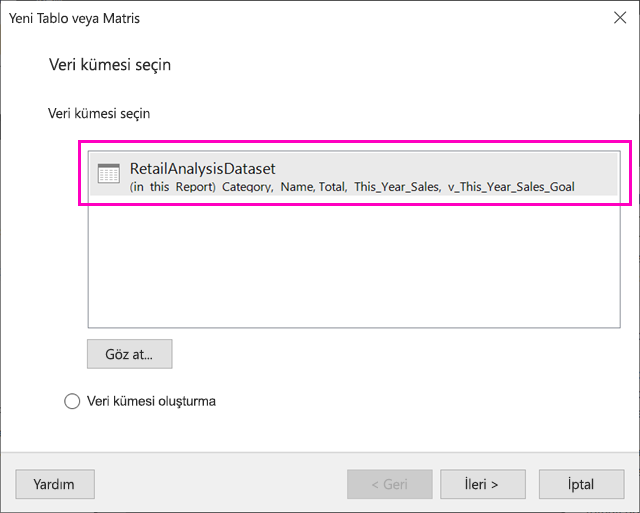 Yeni Tablo veya Matris
Veri kümesi seçin
Veri kümesi seçin
RetailAnalysisDataset
(in this Report) Category, Name, Total, This_Year_Sales, v_This_Year_Sales_Goal
Göz at...
Veri kümesi oluşturma
Yardım
< Geri
İleri >
İptal